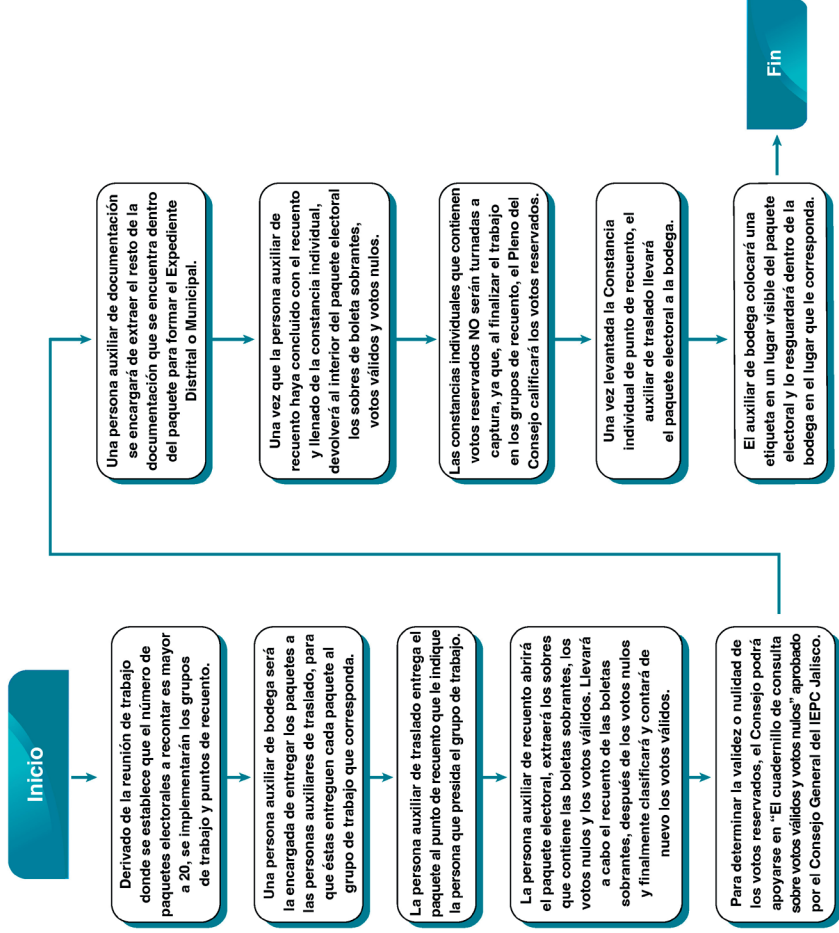 Inicio
Derivado de la reunión de trabajo
donde se establece que el número de
paquetes electorales a recontar es mayor
a 20, se implementarán los grupos
de trabajo y puntos de recuento.
Una persona auxiliar de bodega será
la encargada de entregar los paquetes a
las personas auxiliares de traslado, para
que éstas entreguen cada paquete al
grupo de trabajo que corresponda.
La persona auxiliar de traslado entrega el
paquete al punto de recuento que le indique
la persona que presida el grupo de trabajo.
La persona auxiliar de recuento abrirá
el paquete electoral, extraerá los sobres
que contiene las boletas sobrantes, los
votos nulos y los votos válidos. Llevará
a cabo el recuento de las boletas
sobrantes, después de los votos nulos
y finalmente clasificará y contará de
nuevo los votos válidos.
Para determinar la validez o nulidad de
los votos reservados, el Consejo podrá
apoyarse en “El cuadernillo de consulta
sobre votos válidos y votos nulos” aprobado
por el Consejo General del IEPC Jalisco.
Una persona auxiliar de documentación
se encargará de extraer el resto de la
documentación que se encuentra dentro
del paquete para formar el Expediente
Distrital o Municipal.
Una vez que la persona auxiliar de
recuento haya concluido con el recuento
y llenado de la constancia individual,
devolverá al interior del paquete electoral
los sobres de boleta sobrantes,
votos válidos y votos nulos.
Las constancias individuales que contienen
votos reservados NO serán turnadas a
captura, ya que, al finalizar el trabajo
en los grupos de recuento, el Pleno del
Consejo calificará los votos reservados.
Una vez levantada la Constancia
individual de punto de recuento, el
auxiliar de traslado llevará
el paquete electoral a la bodega.
El auxiliar de bodega colocará una
etiqueta en un lugar visible del paquete
electoral y lo resguardará dentro de la
bodega en el lugar que le corresponda.
Fin